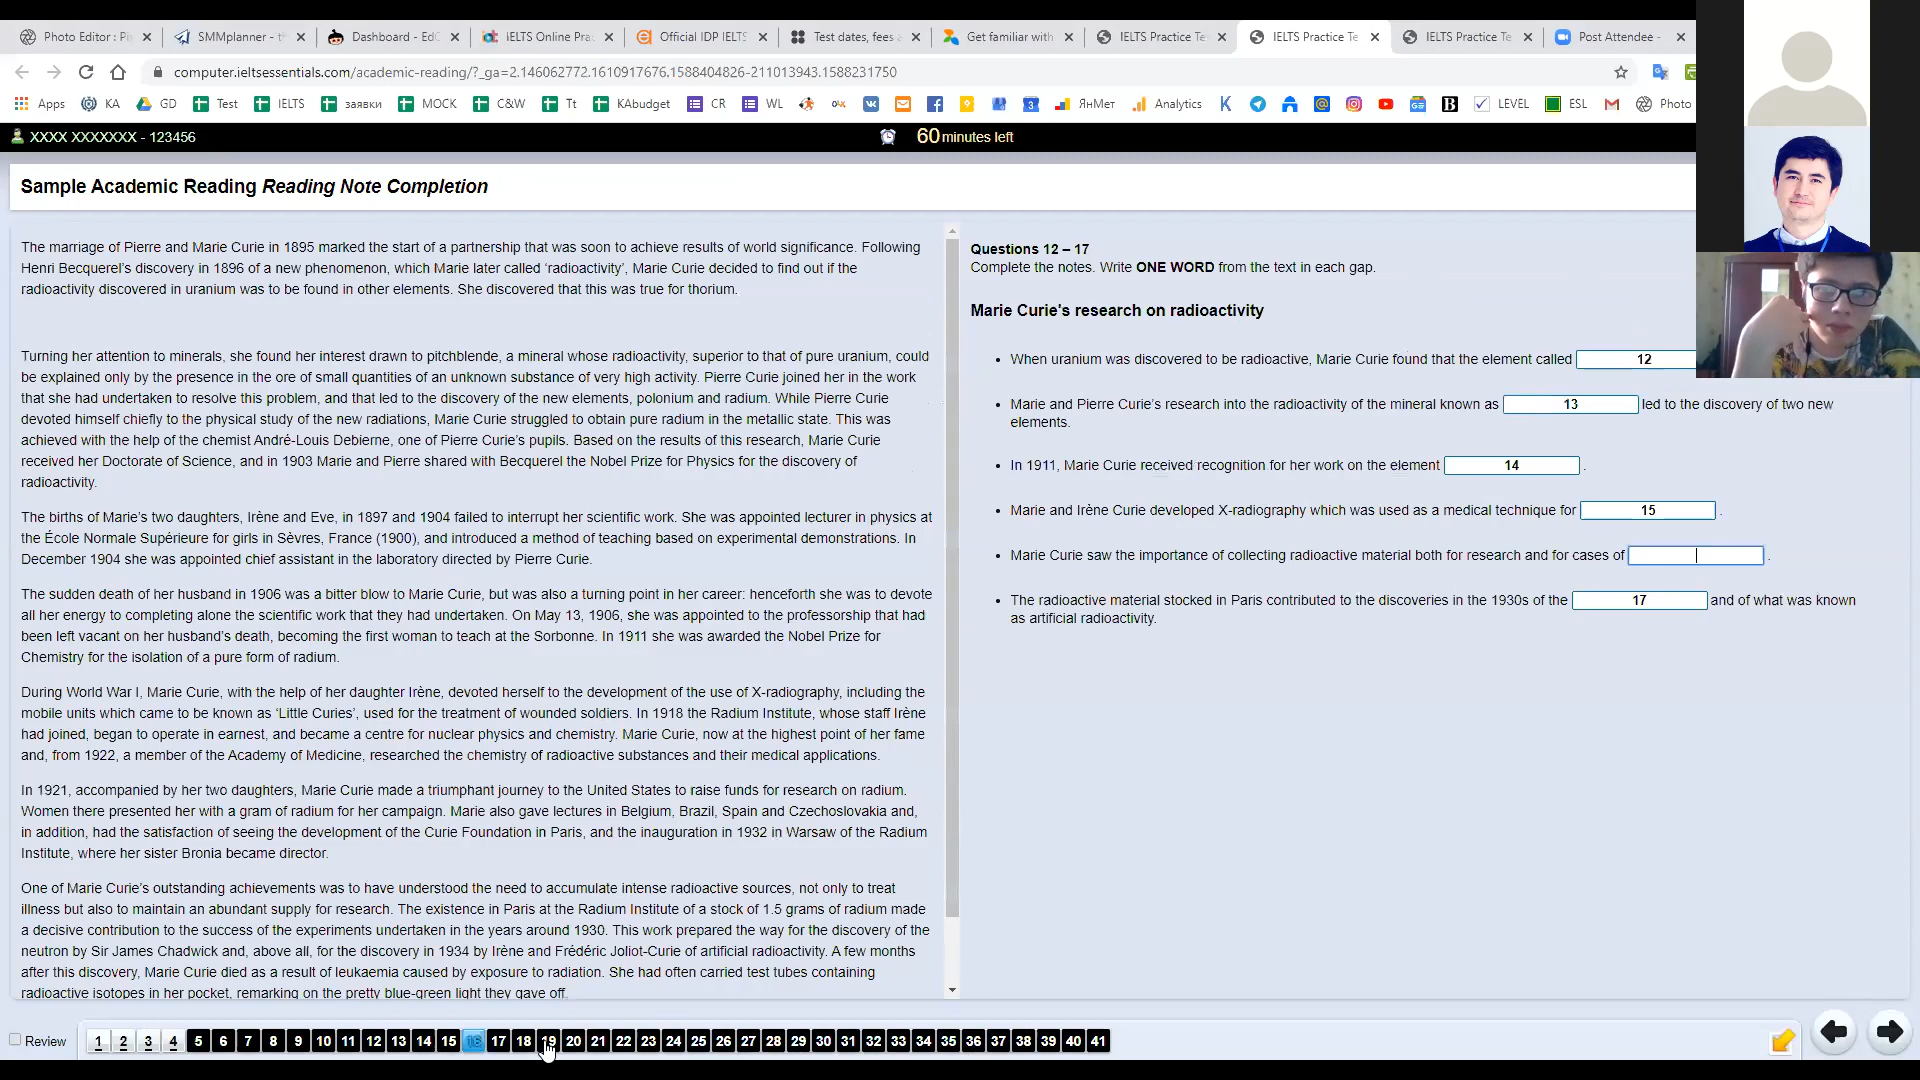 Photo Editor : Pi
SMMplanner - 
Dashboard - EdC
IELTS Online Prac
Official IDP IELTS
Test dates, fees a
Get familiar with
IELTS Practice Te
IELTS Practice Te
IELTS Practice Te
Post Attendee -
computer.ieltsessentials.com/academic-reading/?_ga=2.146062772.1610917676.1588404826-211013943.1588231750
Apps KA GD Test IELTS заявки MOCK C&W Tt KAbudget CR WL ЯнМет Analytics K B LEVEL ESL Photo
XXXX XXXXXXX - 123456
60 minutes left
Sample Academic Reading Reading Note Completion
The marriage of Pierre and Marie Curie in 1895 marked the start of a partnership that was soon to achieve results of world significance. Following
Henri Becquerel's discovery in 1896 of a new phenomenon, which Marie later called ‘radioactivity’, Marie Curie decided to find out if the
radioactivity discovered in uranium was to be found in other elements. She discovered that this was true for thorium.
Turning her attention to minerals, she found her interest drawn to pitchblende, a mineral whose radioactivity, superior to that of pure uranium, could
be explained only by the presence in the ore of small quantities of an unknown substance of very high activity. Pierre Curie joined her in the work
that she had undertaken to resolve this problem, and that led to the discovery of the new elements, polonium and radium. While Pierre Curie
devoted himself chiefly to the physical study of the new radiations, Marie Curie struggled to obtain pure radium in the metallic state. This was
achieved with the help of the chemist André-Louis Debierne, one of Pierre Curie's pupils. Based on the results of this research, Marie Curie
received her Doctorate of Science, and in 1903 Marie and Pierre shared with Becquerel the Nobel Prize for Physics for the discovery of
radioactivity.
The births of Marie's two daughters, Irène and Eve, in 1897 and 1904 failed to interrupt her scientific work. She was appointed lecturer in physics at
the École Normale Supérieure for girls in Sèvres, France (1900), and introduced a method of teaching based on experimental demonstrations. In
December 1904 she was appointed chief assistant in the laboratory directed by Pierre Curie.
The sudden death of her husband in 1906 was a bitter blow to Marie Curie, but was also a turning point in her career: henceforth she was to devote
all her energy to completing alone the scientific work that they had undertaken. On May 13, 1906, she was appointed to the professorship that had
been left vacant on her husband's death, becoming the first woman to teach at the Sorbonne. In 1911 she was awarded the Nobel Prize for
Chemistry for the isolation of a pure form of radium.
During World War I, Marie Curie, with the help of her daughter Irène, devoted herself to the development of the use of X-radiography, including the
mobile units which came to be known as ‘Little Curies’, used for the treatment of wounded soldiers. In 1918 the Radium Institute, whose staff Irène
had joined, began to operate in earnest, and became a centre for nuclear physics and chemistry. Marie Curie, now at the highest point of her fame
and, from 1922, a member of the Academy of Medicine, researched the chemistry of radioactive substances and their medical applications.
In 1921, accompanied by her two daughters, Marie Curie made a triumphant journey to the United States to raise funds for research on radium.
Women there presented her with a gram of radium for her campaign. Marie also gave lectures in Belgium, Brazil, Spain and Czechoslovakia and,
in addition, had the satisfaction of seeing the development of the Curie Foundation in Paris, and the inauguration in 1932 in Warsaw of the Radium
Institute, where her sister Bronia became director.
One of Marie Curie's outstanding achievements was to have understood the need to accumulate intense radioactive sources, not only to treat
illness but also to maintain an abundant supply for research. The existence in Paris at the Radium Institute of a stock of 1.5 grams of radium made
a decisive contribution to the success of the experiments undertaken in the years around 1930. This work prepared the way for the discovery of the
neutron by Sir James Chadwick and, above all, for the discovery in 1934 by Irène and Frédéric Joliot-Curie of artificial radioactivity. A few months
after this discovery, Marie Curie died as a result of leukaemia caused by exposure to radiation. She had often carried test tubes containing
radioactive isotopes in her pocket, remarking on the pretty blue-green light they gave off.
Questions 12 – 17
Complete the notes. Write ONE WORD from the text in each gap.
Marie Curie's research on radioactivity
• When uranium was discovered to be radioactive, Marie Curie found that the element called 12
• Marie and Pierre Curie's research into the radioactivity of the mineral known as 13 led to the discovery of two new
elements.
• In 1911, Marie Curie received recognition for her work on the element 14 .
• Marie and Irène Curie developed X-radiography which was used as a medical technique for 15 .
• Marie Curie saw the importance of collecting radioactive material both for research and for cases of .
• The radioactive material stocked in Paris contributed to the discoveries in the 1930s of the 17 and of what was known
as artificial radioactivity.
Review 1 2 3 4 5 6 7 8 9 10 11 12 13 14 15 16 17 18 19 20 21 22 23 24 25 26 27 28 29 30 31 32 33 34 35 36 37 38 39 40 41